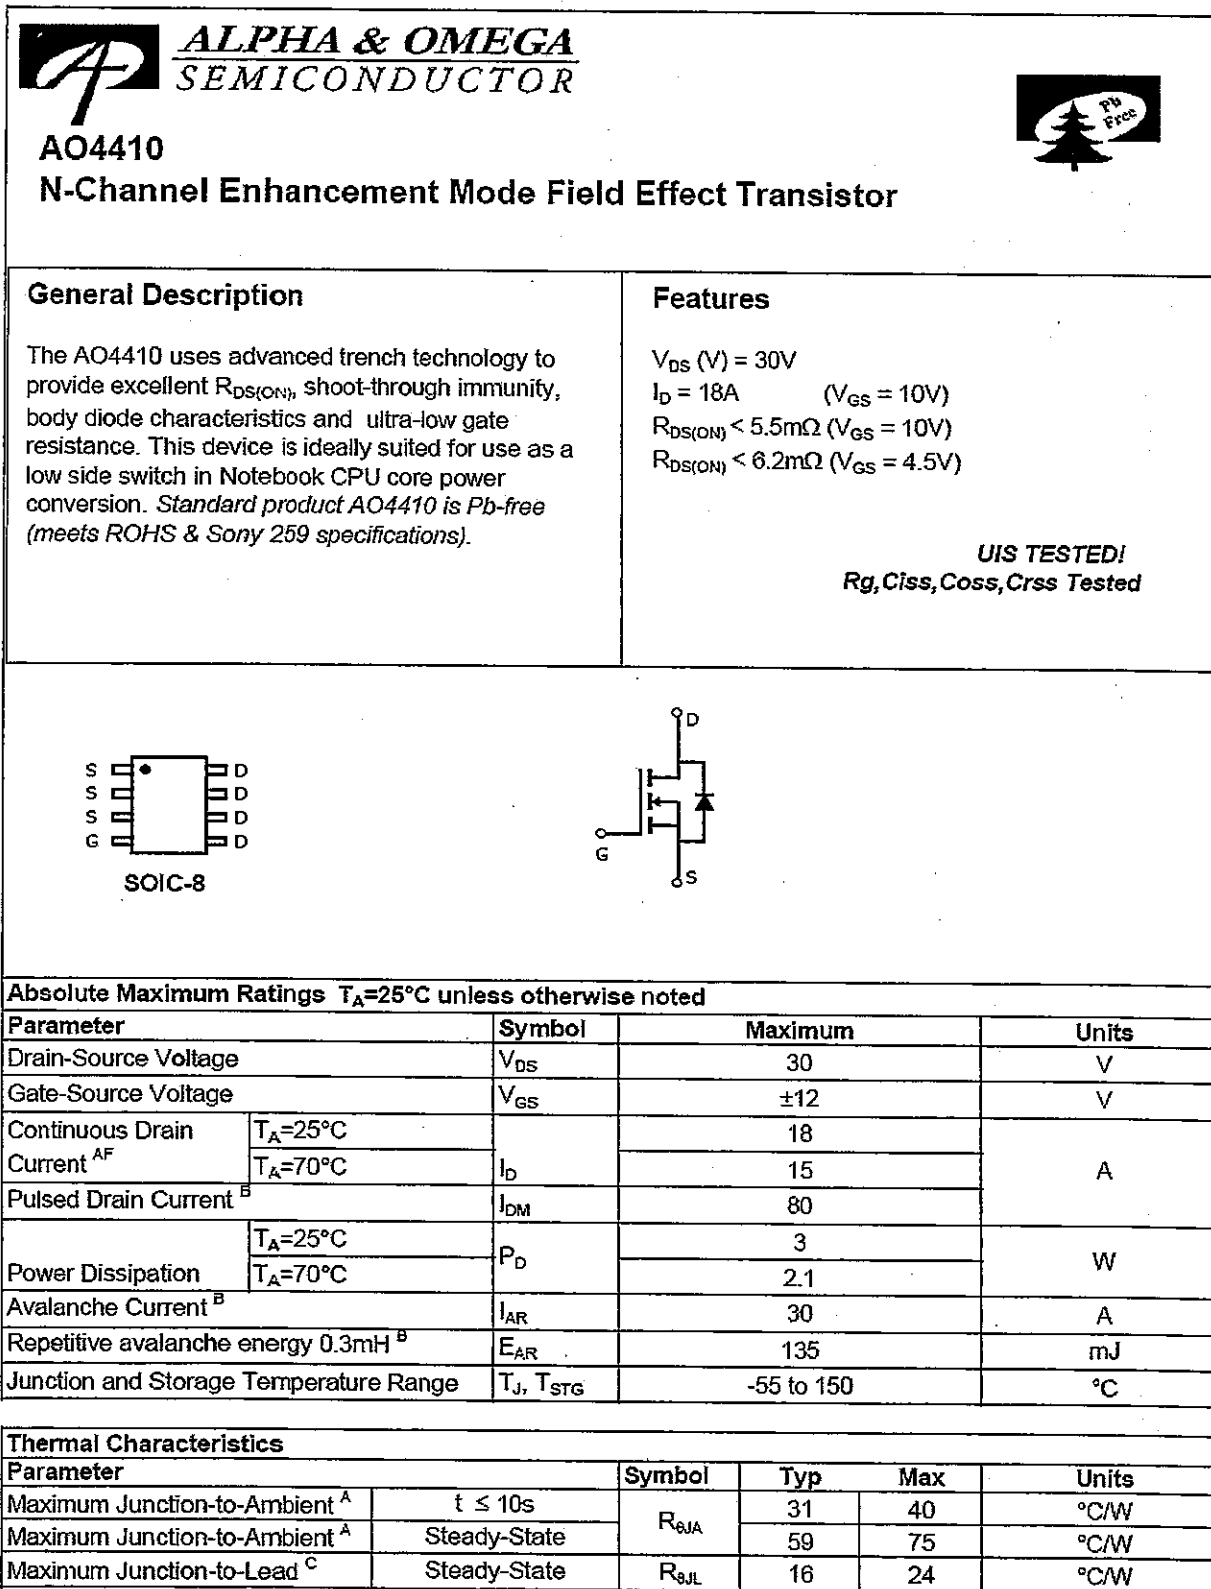 ALPHA & OMEGA
SEMICONDUCTOR
Pb
Free
AO4410
N-Channel Enhancement Mode Field Effect Transistor
General Description
The AO4410 uses advanced trench technology to
provide excellent RDS(ON), shoot-through immunity,
body diode characteristics and ultra-low gate
resistance. This device is ideally suited for use as a
low side switch in Notebook CPU core power
conversion. Standard product AO4410 is Pb-free
(meets ROHS & Sony 259 specifications).
Features
VDS (V) = 30V
ID = 18A (VGS = 10V)
RDS(ON) < 5.5mΩ (VGS = 10V)
RDS(ON) < 6.2mΩ (VGS = 4.5V)
UIS TESTED!
Rg,Ciss,Coss,Crss Tested
S D
S D
S D
G D
SOIC-8
D
G
S
Absolute Maximum Ratings TA=25°C unless otherwise noted
Parameter Symbol Maximum Units
Drain-Source Voltage VDS 30 V
Gate-Source Voltage VGS ±12 V
Continuous Drain TA=25°C 18
Current AF TA=70°C ID 15 A
Pulsed Drain Current B IDM 80
TA=25°C PD 3 W
Power Dissipation TA=70°C 2.1
Avalanche Current B IAR 30 A
Repetitive avalanche energy 0.3mH B EAR 135 mJ
Junction and Storage Temperature Range TJ, TSTG -55 to 150 °C
Thermal Characteristics
Parameter Symbol Typ Max Units
Maximum Junction-to-Ambient A t ≤ 10s RθJA 31 40 °C/W
Maximum Junction-to-Ambient A Steady-State 59 75 °C/W
Maximum Junction-to-Lead C Steady-State RθJL 16 24 °C/W